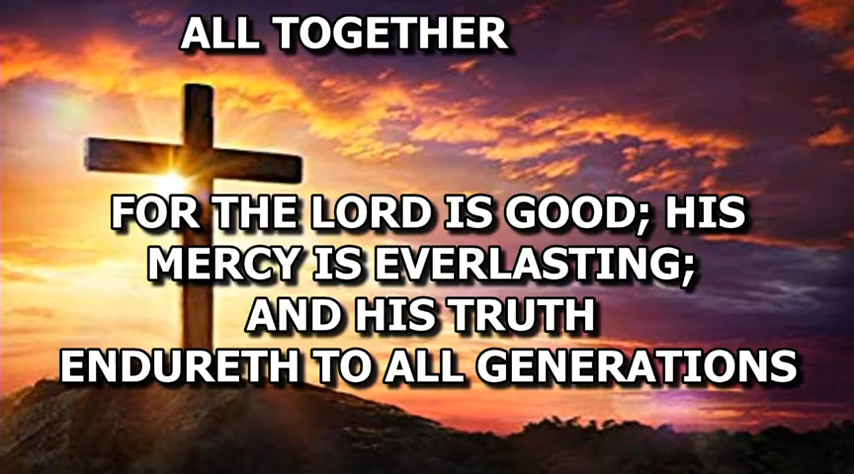 ALL TOGETHER
FOR THE LORD IS GOOD; HIS
MERCY IS EVERLASTING;
AND HIS TRUTH
ENDURETH TO ALL GENERATIONS